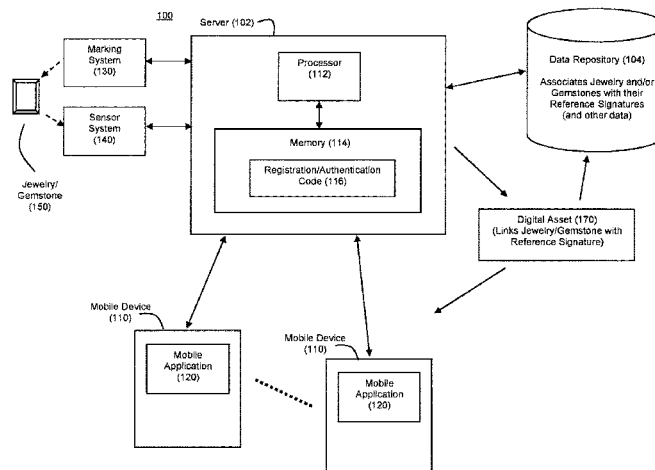 100
Server (102)
Marking
System
(130)
Processor
(112)
Data Repository (104)
Associates Jewelry and/or
Gemstones with their
Reference Signatures
(and other data)
Sensor
System
(140)
Memory (114)
Registration/Authentication
Code (116)
Jewelry/
Gemstone
(150)
Digital Asset (170)
(Links Jewelry/Gemstone with
Reference Signature)
Mobile Device
(110)
Mobile
Application
(120)
Mobile Device
(110)
Mobile
Application
(120)